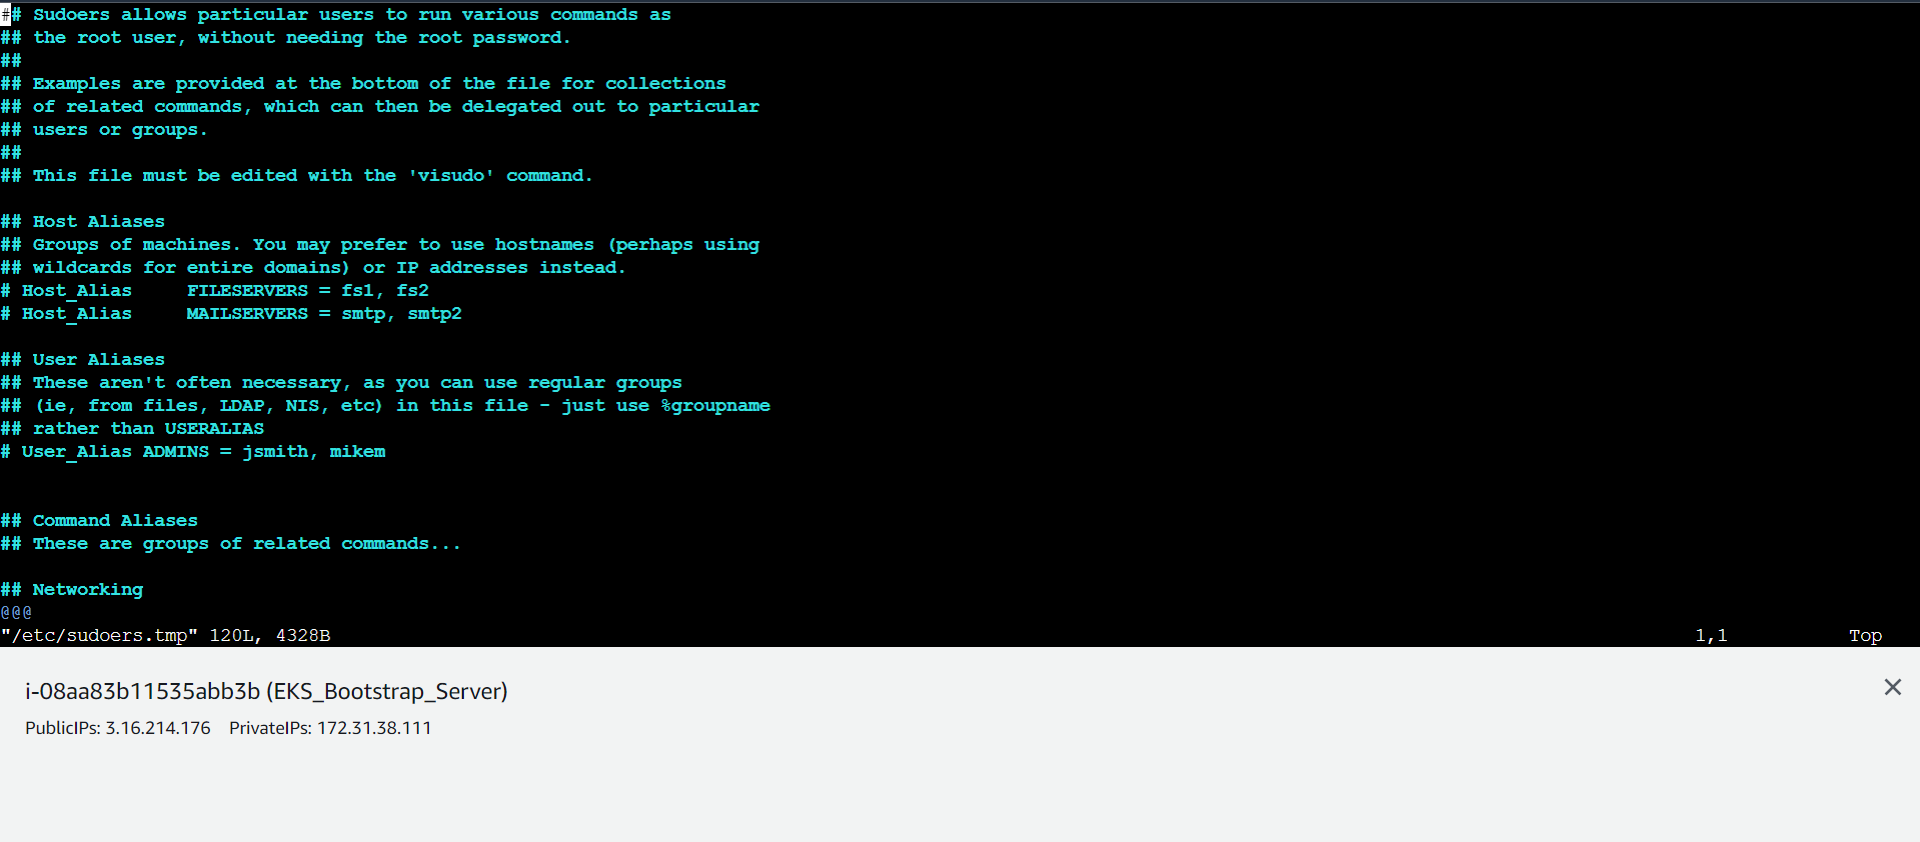 ## Sudoers allows particular users to run various commands as
## the root user, without needing the root password.
##
## Examples are provided at the bottom of the file for collections
## of related commands, which can then be delegated out to particular
## users or groups.
##
## This file must be edited with the 'visudo' command.
## Host Aliases
## Groups of machines. You may prefer to use hostnames (perhaps using
## wildcards for entire domains) or IP addresses instead.
# Host_Alias     FILESERVERS = fs1, fs2
# Host_Alias     MAILSERVERS = smtp, smtp2
## User Aliases
## These aren't often necessary, as you can use regular groups
## (ie, from files, LDAP, NIS, etc) in this file - just use %groupname
## rather than USERALIAS
# User_Alias ADMINS = jsmith, mikem
## Command Aliases
## These are groups of related commands...
## Networking
@@@
"/etc/sudoers.tmp" 120L, 4328B 1,1 Top
i-08aa83b11535abb3b (EKS_Bootstrap_Server)
PublicIPs: 3.16.214.176 PrivateIPs: 172.31.38.111